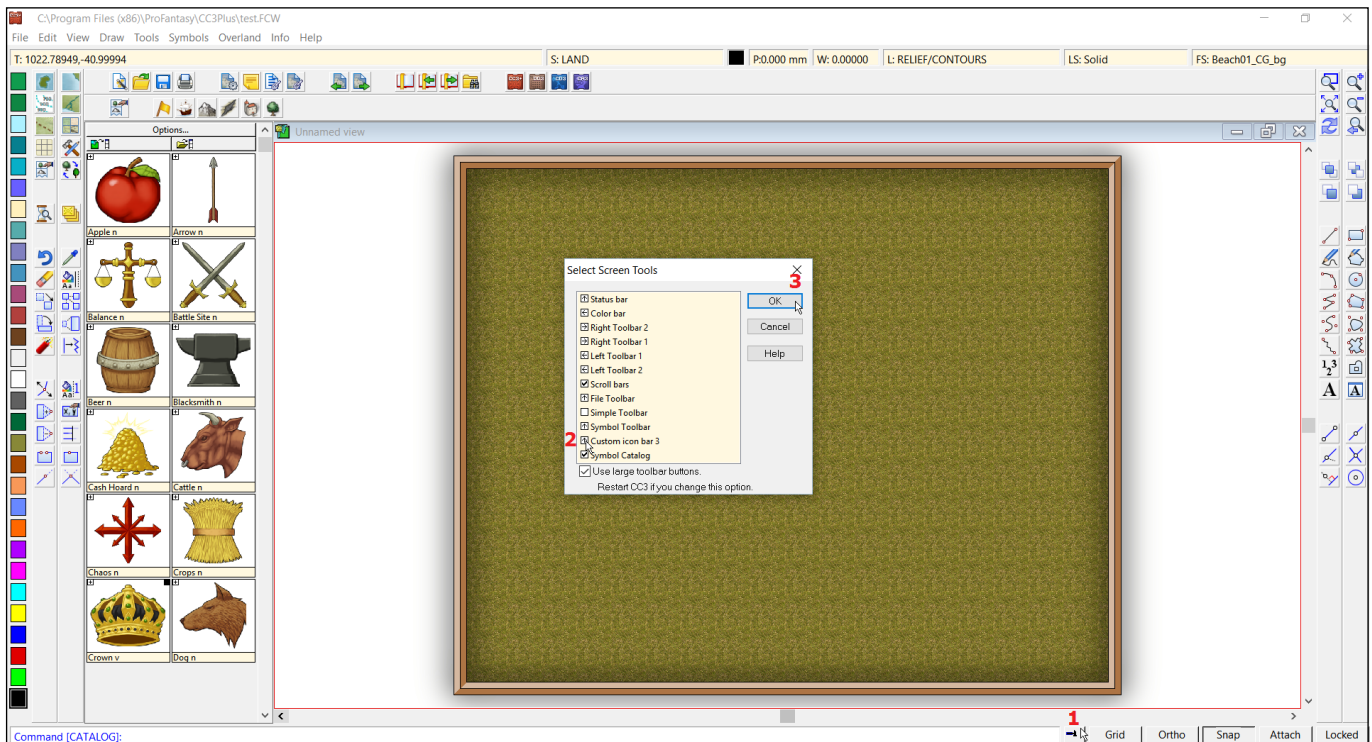 C:\Program Files (x86)\ProFantasy\CC3Plus\test.FCW
File Edit View Draw Tools Symbols Overland Info Help
T: 1022.78949,-40.99994 S: LAND P:0.000 mm W: 0.00000 L: RELIEF/CONTOURS LS: Solid FS: Beach01_CG_bg
Options...
Unnamed view
Apple n Arrow n
Balance n Battle Site n
Beer n Blacksmith n
Cash Hoard n Cattle n
Chaos n Crops n
Crown v Dog n
Select Screen Tools
3
Status bar
Color bar
Right Toolbar 2
Right Toolbar 1
Left Toolbar 1
Left Toolbar 2
Scroll bars
File Toolbar
Simple Toolbar
Symbol Toolbar
2 Custom icon bar 3
Symbol Catalog
OK
Cancel
Help
Use large toolbar buttons.
Restart CC3 if you change this option.
1
Command [CATALOG]:
Grid Ortho Snap Attach Locked